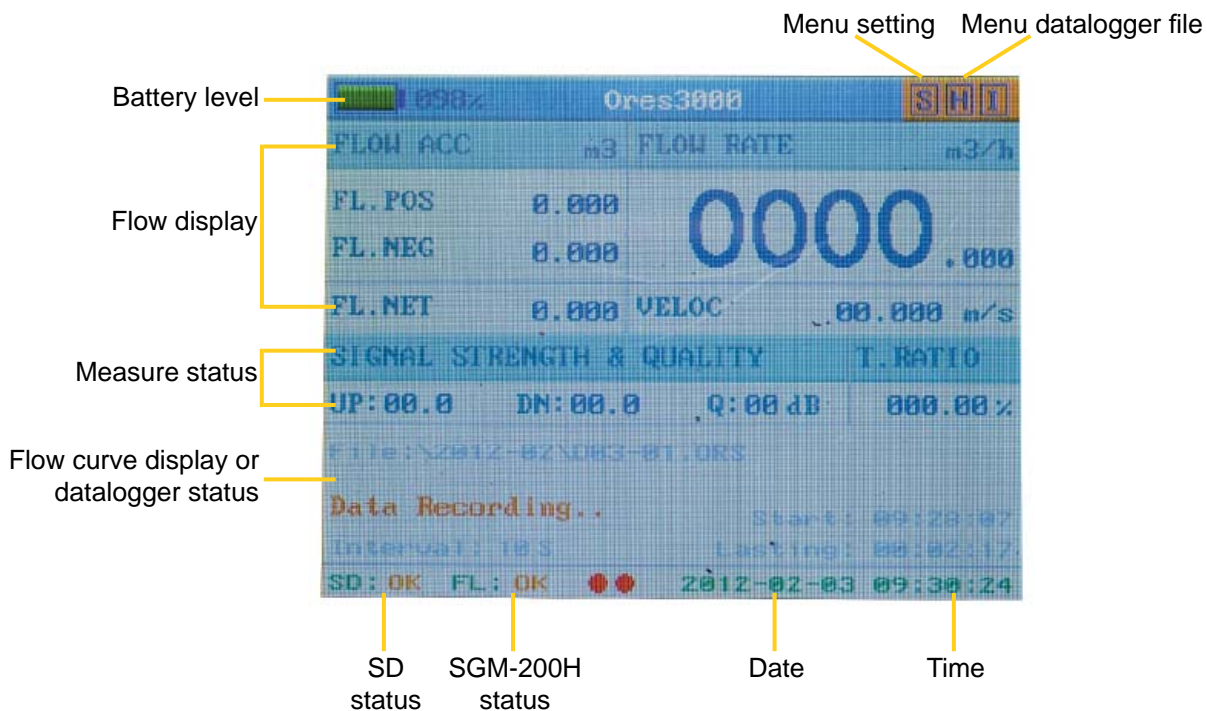 Menu setting Menu datalogger file
Battery level
098% Ores3000 S H I
FLOW ACC m3 FLOW RATE m3/h
Flow display
FL.POS 0.000 0000.000
FL.NEG 0.000
FL.NET 0.000 VELOC 00.000 m/s
Measure status
SIGNAL STRENGTH & QUALITY T.RATIO
UP:00.0 DN:00.0 Q:00 dB 000.00%
Flow curve display or
datalogger status
File:\2012-02\D03-01.ORS
Data Recording..
Start: 09:28:07
Interval: 10 S Lasting: 00:02:17
SD:OK FL:OK 2012-02-03 09:30:24
SD
status
SGM-200H
status
Date
Time